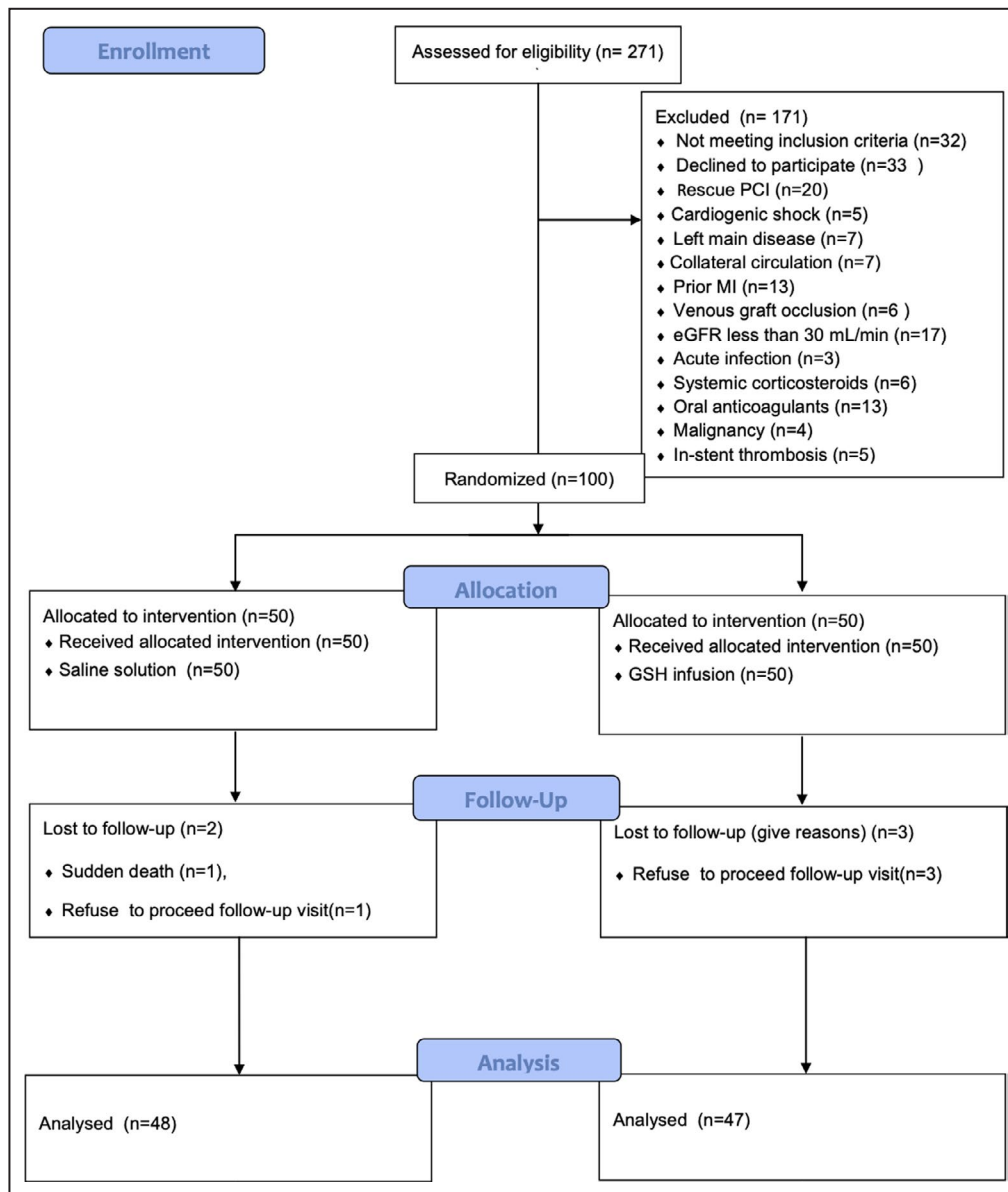 Enrollment
Assessed for eligibility (n= 271)
Excluded (n= 171)
♦ Not meeting inclusion criteria (n=32)
♦ Declined to participate (n=33 )
♦ Rescue PCI (n=20)
♦ Cardiogenic shock (n=5)
♦ Left main disease (n=7)
♦ Collateral circulation (n=7)
♦ Prior MI (n=13)
♦ Venous graft occlusion (n=6 )
♦ eGFR less than 30 mL/min (n=17)
♦ Acute infection (n=3)
♦ Systemic corticosteroids (n=6)
♦ Oral anticoagulants (n=13)
♦ Malignancy (n=4)
♦ In-stent thrombosis (n=5)
Randomized (n=100)
Allocation
Allocated to intervention (n=50)
♦ Received allocated intervention (n=50)
♦ Saline solution (n=50)
Allocated to intervention (n=50)
♦ Received allocated intervention (n=50)
♦ GSH infusion (n=50)
Follow-Up
Lost to follow-up (n=2)
♦ Sudden death (n=1),
♦ Refuse to proceed follow-up visit(n=1)
Lost to follow-up (give reasons) (n=3)
♦ Refuse to proceed follow-up visit(n=3)
Analysis
Analysed (n=48)
Analysed (n=47)